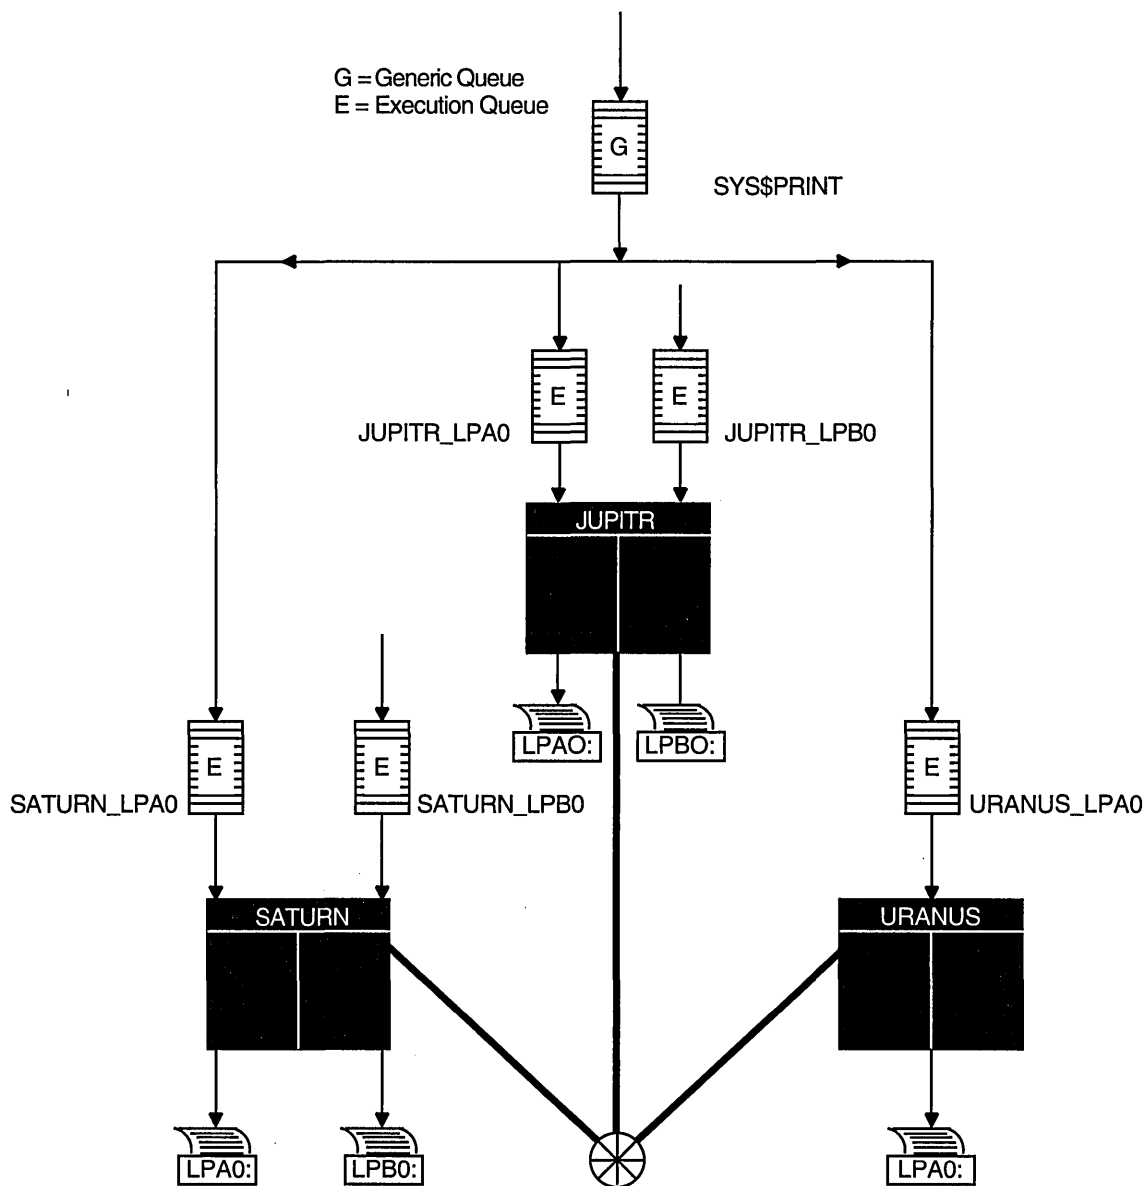 G = Generic Queue
E = Execution Queue
G
SYS$PRINT
E
E
JUPITR_LPA0
JUPITR_LPB0
JUPITR
LPAO:
LPBO:
E
E
E
SATURN_LPA0
SATURN_LPB0
URANUS_LPA0
SATURN
URANUS
LPA0:
LPB0:
LPA0: